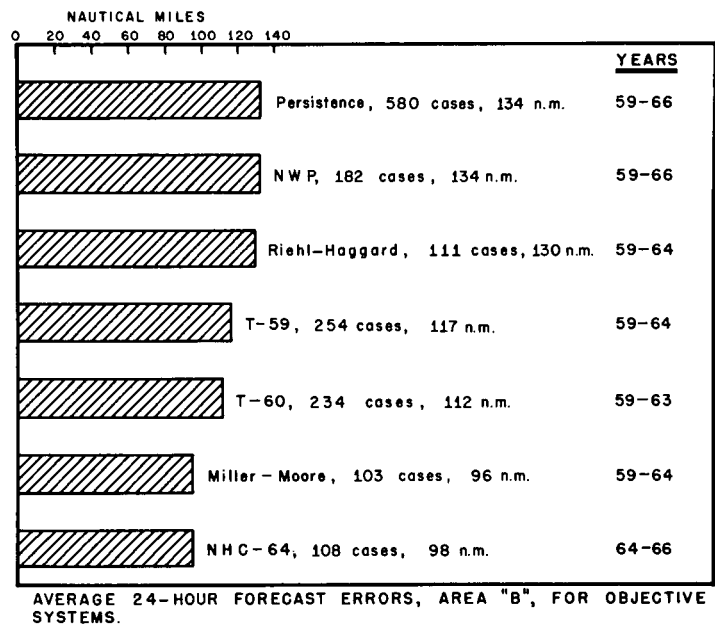 NAUTICAL MILES
0 20 40 60 80 100 120 140
YEARS
Persistence, 580 cases, 134 n.m. 59-66
NWP, 182 cases, 134 n.m. 59-66
Riehl-Haggard, 111 cases, 130 n.m. 59-64
T-59, 254 cases, 117 n.m. 59-64
T-60, 234 cases, 112 n.m. 59-63
Miller-Moore, 103 cases, 96 n.m. 59-64
NHC-64, 108 cases, 98 n.m. 64-66
AVERAGE 24-HOUR FORECAST ERRORS, AREA "B", FOR OBJECTIVE
SYSTEMS.